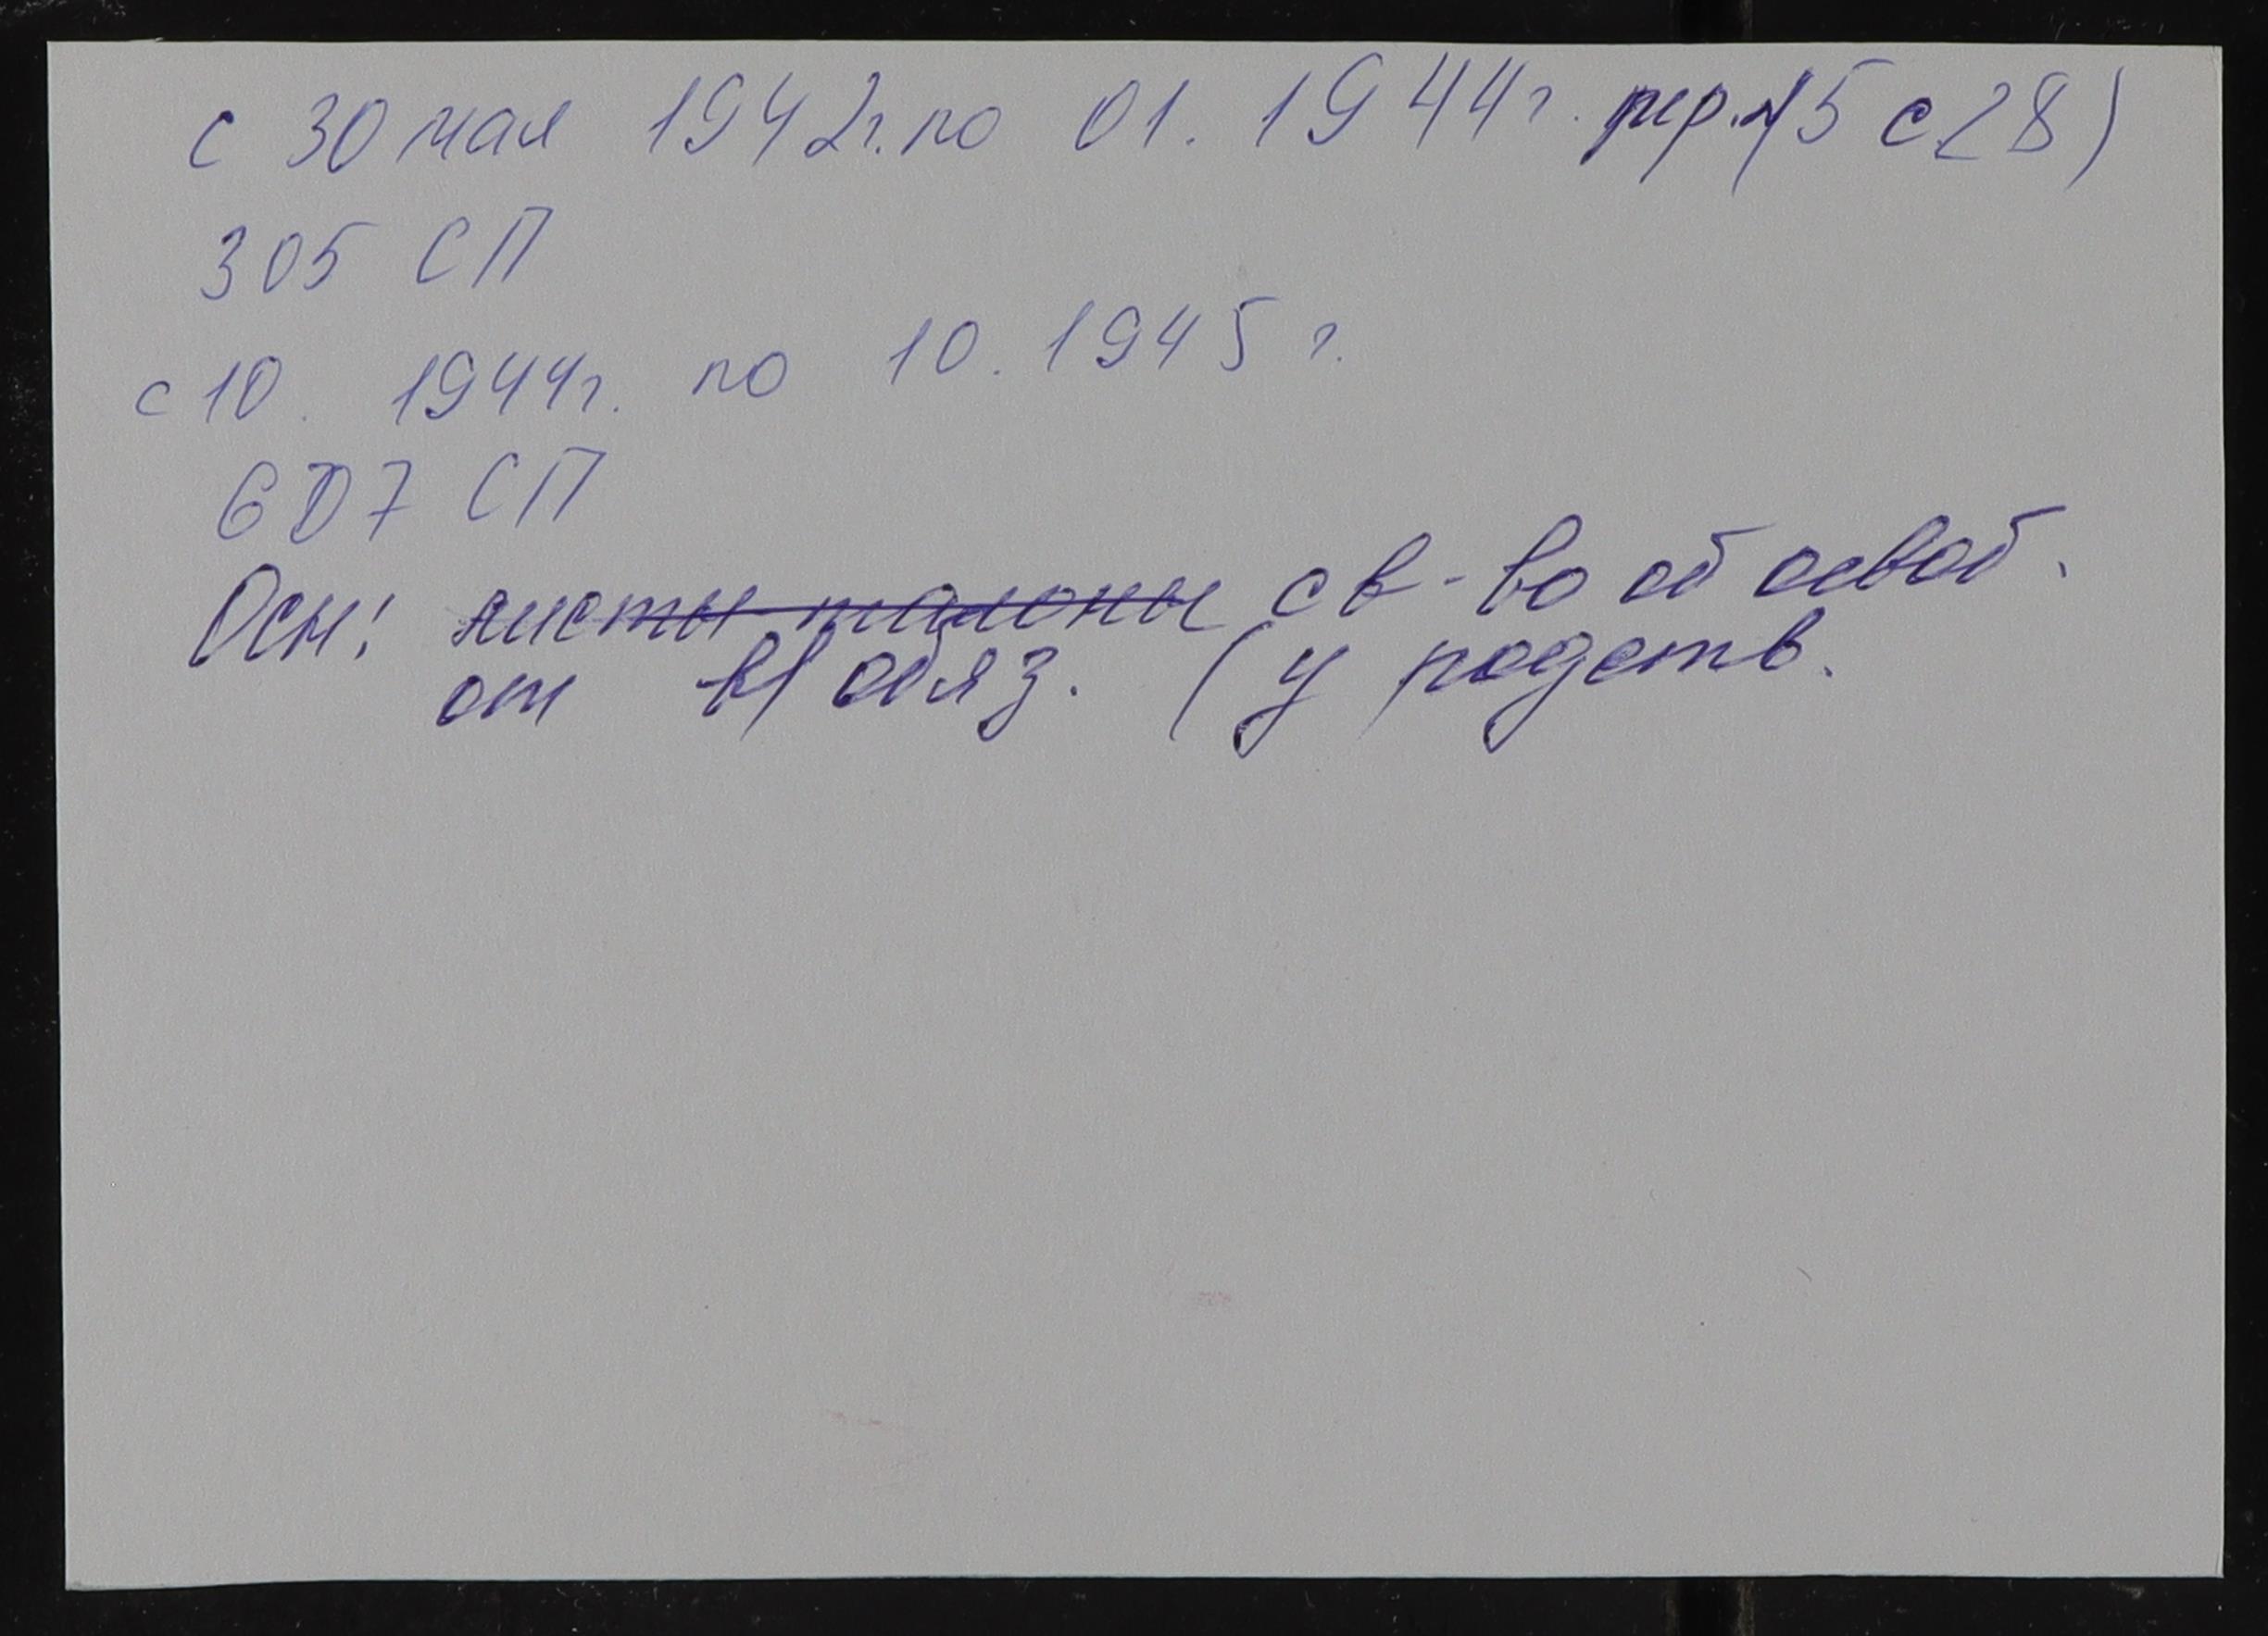 с 30 мая 1942г. по 01. 1944г. 5 с 28)
305 СП
с 10. 1944г. по 10. 1945 г.
607 СП
Осн: листы талоны св-во об освоб.
от в/обяз. (у родств.